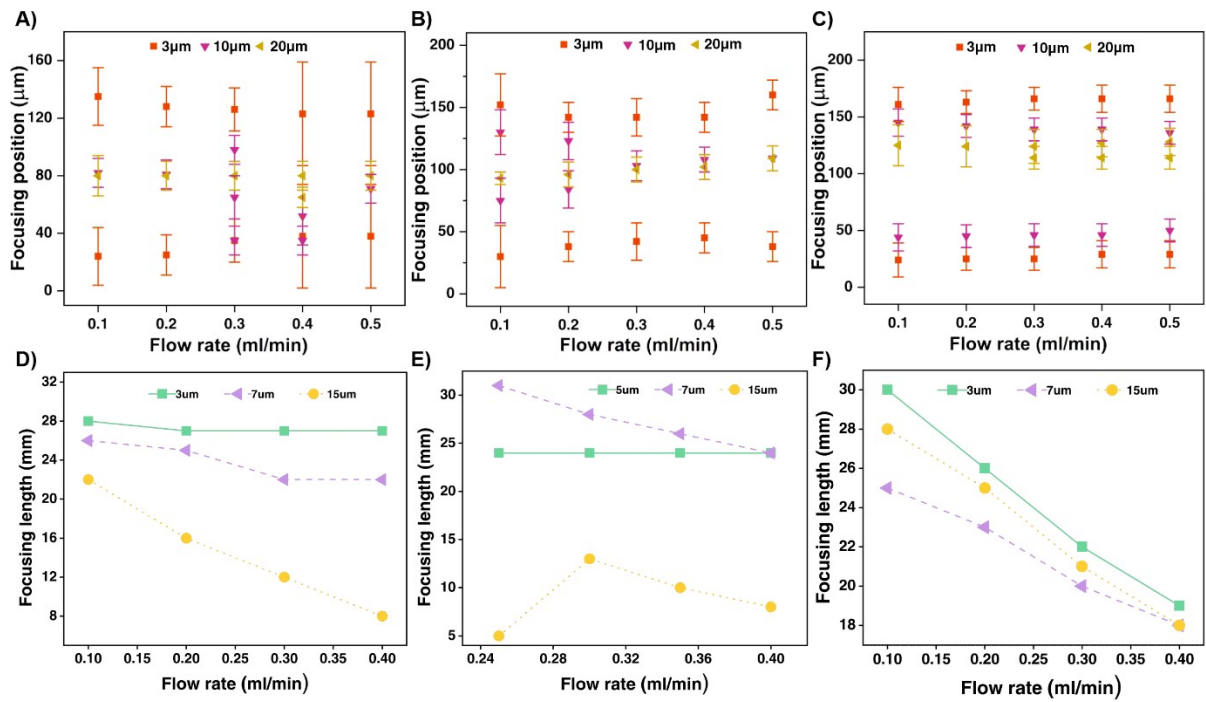 A)
3μm 10μm 20μm
160
120
80
40
0
Focusing position (μm)
0.1 0.2 0.3 0.4 0.5
Flow rate (ml/min)
B)
3μm 10μm 20μm
200
150
100
50
0
Focusing position (μm)
0.1 0.2 0.3 0.4 0.5
Flow rate (ml/min)
C)
3μm 10μm 20μm
200
150
100
50
0
Focusing position (μm)
0.1 0.2 0.3 0.4 0.5
Flow rate (ml/min)
D)
3um 7um 15um
32
28
24
20
16
12
8
Focusing length (mm)
0.10 0.15 0.20 0.25 0.30 0.35 0.40
Flow rate (ml/min)
E)
5um 7um 15um
30
25
20
15
10
5
Focusing length (mm)
0.24 0.28 0.32 0.36 0.40
Flow rate (ml/min)
F)
3um 7um 15um
30
28
26
24
22
20
18
Focusing length (mm)
0.10 0.15 0.20 0.25 0.30 0.35 0.40
Flow rate (ml/min)